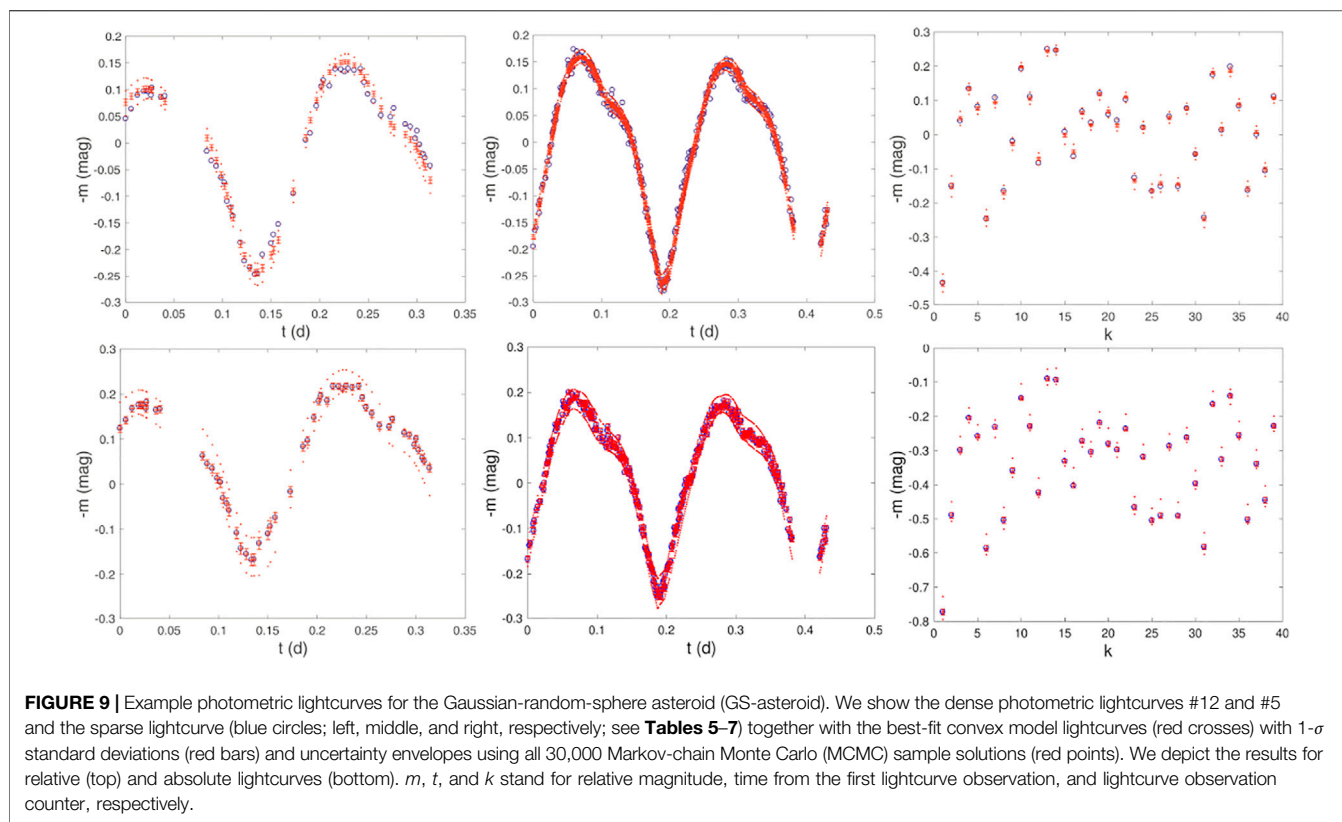 0.2
0.15
0.1
0.05
0
-0.05
-0.1
-0.15
-0.2
-0.25
-0.3
-m (mag)
0 0.05 0.1 0.15 0.2 0.25 0.3 0.35
t (d)
0.2
0.15
0.1
0.05
0
-0.05
-0.1
-0.15
-0.2
-0.25
-0.3
-m (mag)
0 0.1 0.2 0.3 0.4 0.5
t (d)
0.3
0.2
0.1
0
-0.1
-0.2
-0.3
-0.4
-0.5
-m (mag)
0 5 10 15 20 25 30 35 40
k
0.3
0.2
0.1
0
-0.1
-0.2
-0.3
-m (mag)
0 0.05 0.1 0.15 0.2 0.25 0.3 0.35
t (d)
0.3
0.2
0.1
0
-0.1
-0.2
-0.3
-m (mag)
0 0.1 0.2 0.3 0.4 0.5
t (d)
0
-0.1
-0.2
-0.3
-0.4
-0.5
-0.6
-0.7
-0.8
-m (mag)
0 5 10 15 20 25 30 35 40
k
FIGURE 9 | Example photometric lightcurves for the Gaussian-random-sphere asteroid (GS-asteroid). We show the dense photometric lightcurves #12 and #5
and the sparse lightcurve (blue circles; left, middle, and right, respectively; see Tables 5–7) together with the best-fit convex model lightcurves (red crosses) with 1-σ
standard deviations (red bars) and uncertainty envelopes using all 30,000 Markov-chain Monte Carlo (MCMC) sample solutions (red points). We depict the results for
relative (top) and absolute lightcurves (bottom). m, t, and k stand for relative magnitude, time from the first lightcurve observation, and lightcurve observation
counter, respectively.